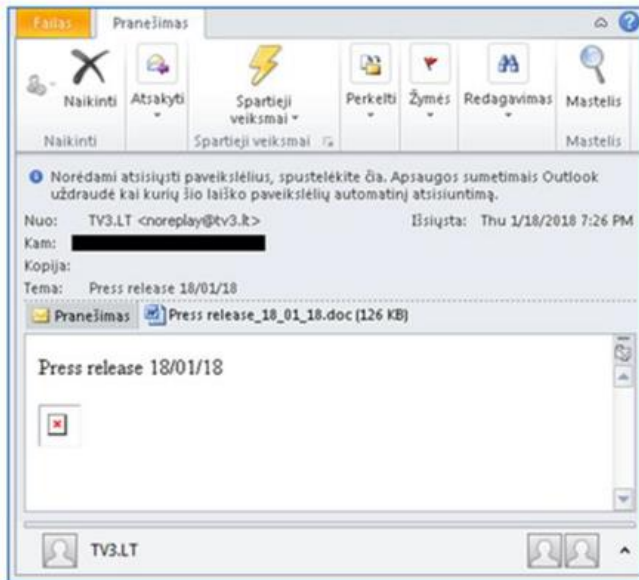 Failas Pranešimas
Naikinti Atsakyti Spartieji veiksmai Perkelti Žymės Redagavimas Mastelis
Naikinti Spartieji veiksmai Mastelis
Norėdami atsisiųsti paveikslėlius, spustelėkite čia. Apsaugos sumetimais Outlook
uždraudė kai kurių šio laiško paveikslėlių automatinį atsisiuntimą.
Nuo: TV3.LT <noreplay@tv3.lt> Išsiųsta: Thu 1/18/2018 7:26 PM
Kam:
Kopija:
Tema: Press release 18/01/18
Pranešimas Press release_18_01_18.doc (126 KB)
Press release 18/01/18
TV3.LT